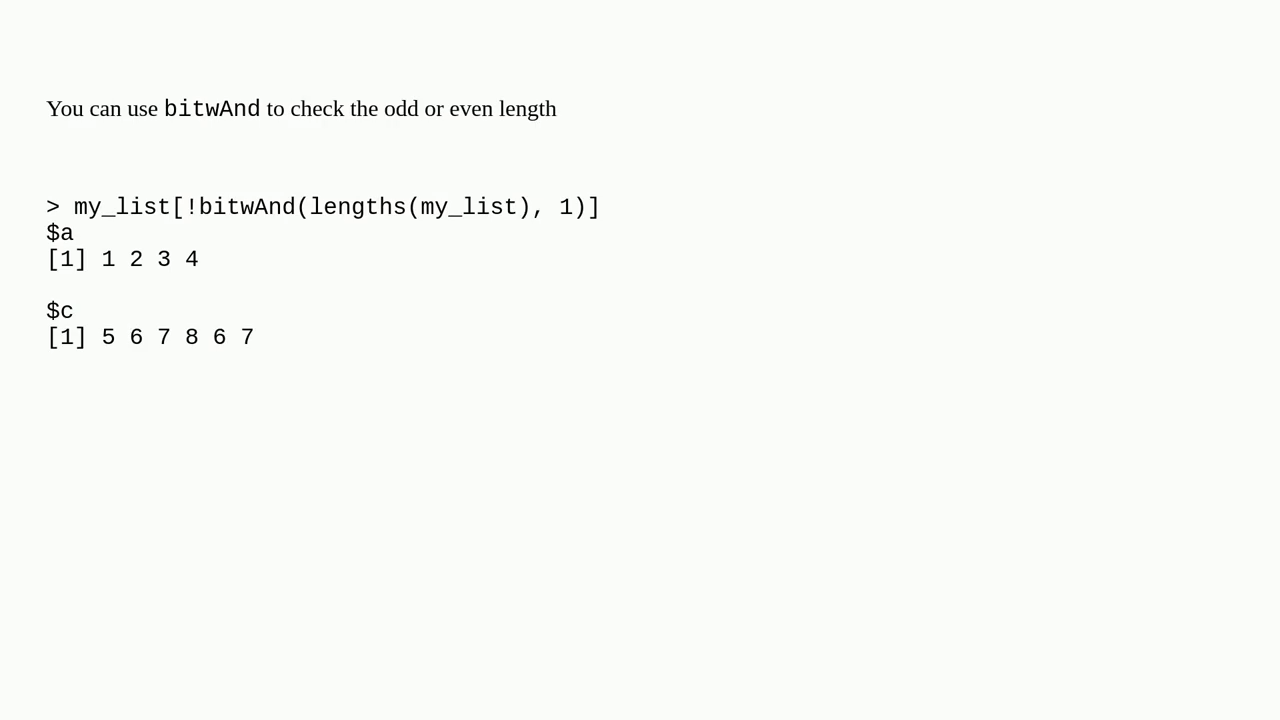 You can use bitwAnd to check the odd or even length
> my_list[!bitwAnd(lengths(my_list), 1)]
$a
[1] 1 2 3 4
$c
[1] 5 6 7 8 6 7